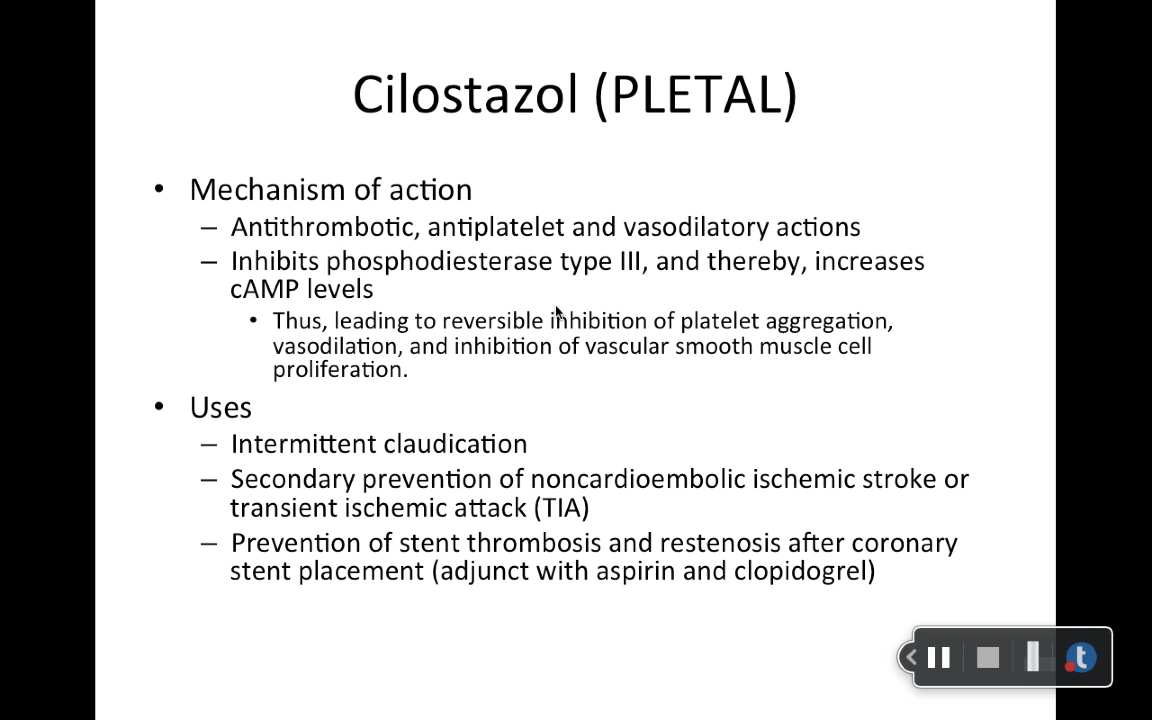 Cilostazol (PLETAL)
• Mechanism of action
– Antithrombotic, antiplatelet and vasodilatory actions
– Inhibits phosphodiesterase type III, and thereby, increases
cAMP levels
• Thus, leading to reversible inhibition of platelet aggregation,
vasodilation, and inhibition of vascular smooth muscle cell
proliferation.
• Uses
– Intermittent claudication
– Secondary prevention of noncardioembolic ischemic stroke or
transient ischemic attack (TIA)
– Prevention of stent thrombosis and restenosis after coronary
stent placement (adjunct with aspirin and clopidogrel)
t